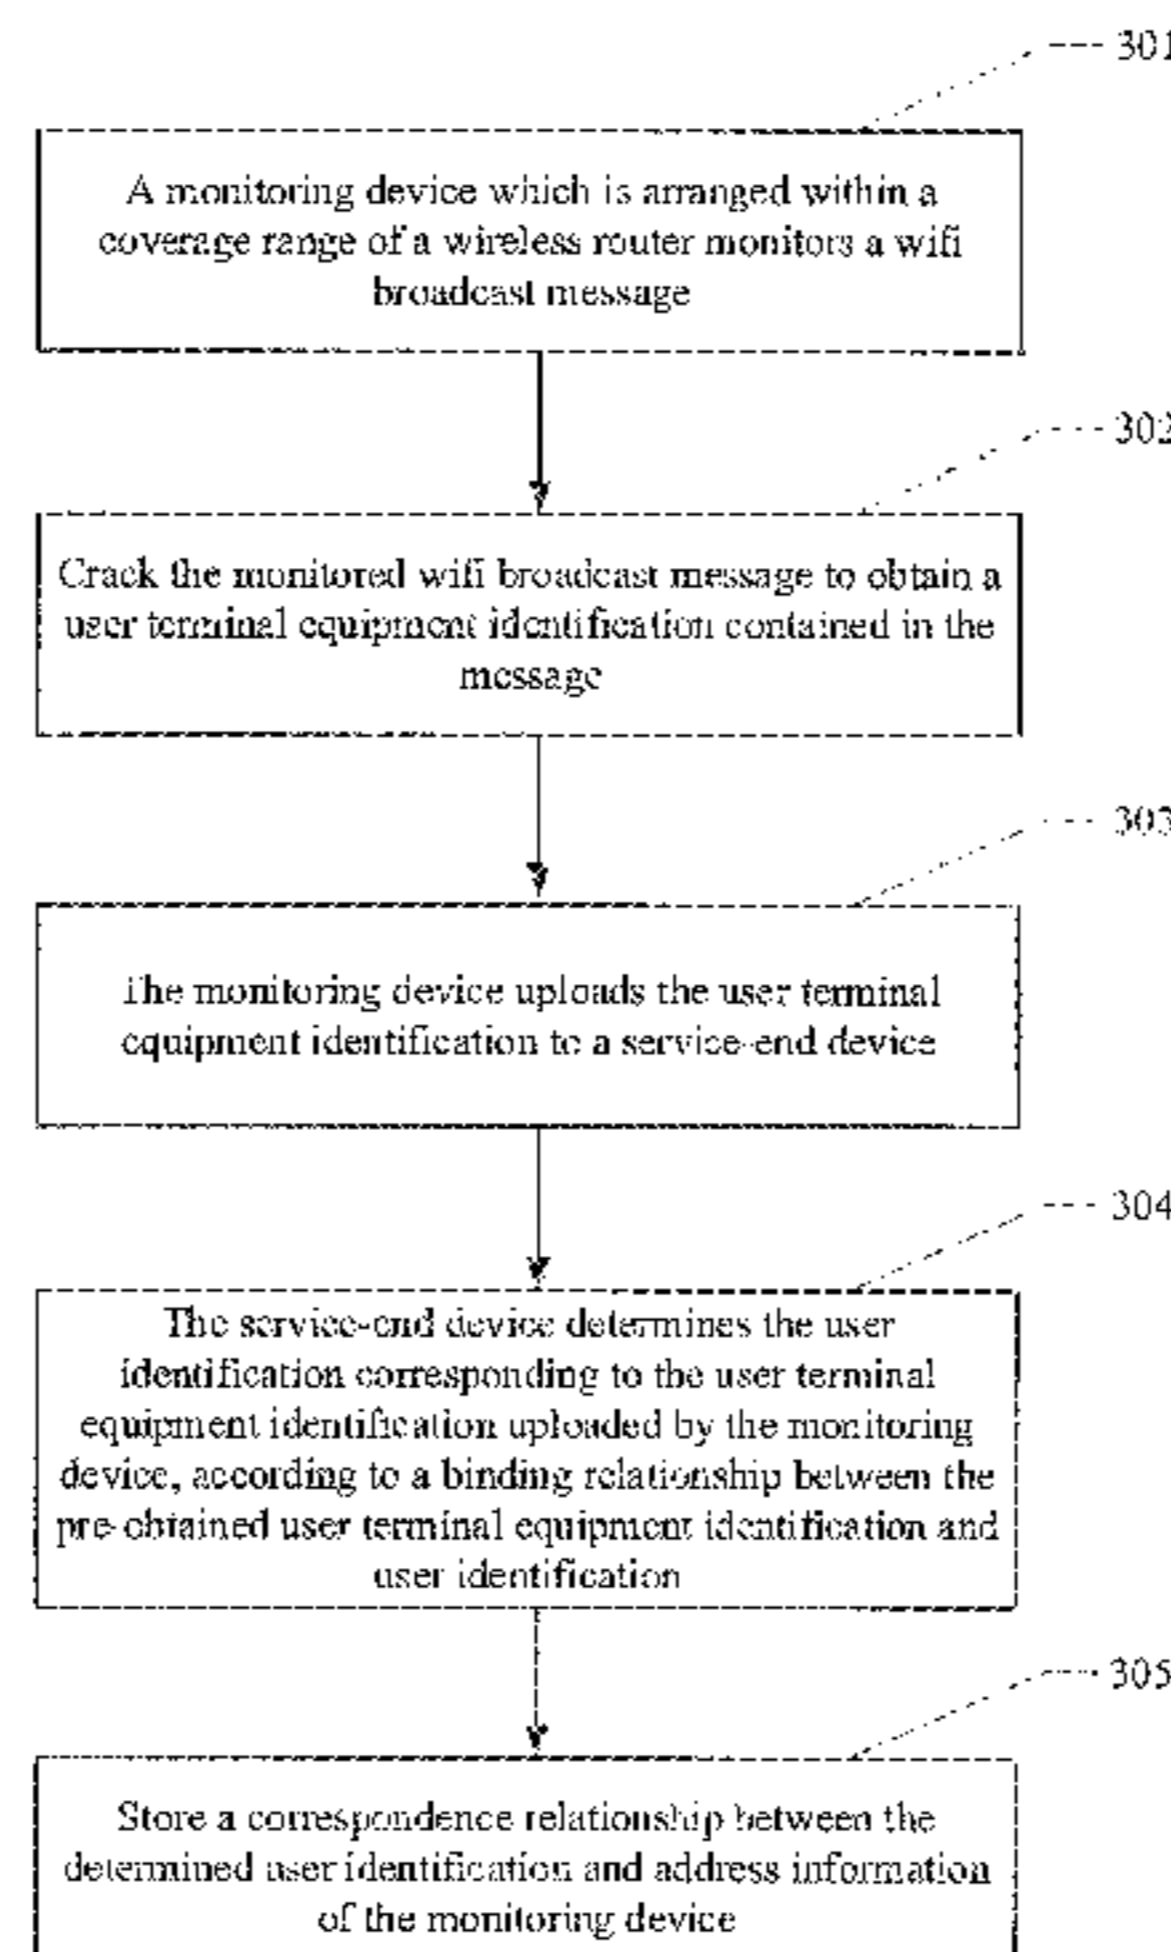 301
A monitoring device which is arranged within a
coverage range of a wireless router monitors a wifi
broadcast message
302
Crack the monitored wifi broadcast message to obtain a
user terminal equipment identification contained in the
message
303
The monitoring device uploads the user terminal
equipment identification to a service-end device
304
The service-end device determines the user
identification corresponding to the user terminal
equipment identification uploaded by the monitoring
device, according to a binding relationship between the
pre-obtained user terminal equipment identification and
user identification
305
Store a correspondence relationship between the
determined user identification and address information
of the monitoring device